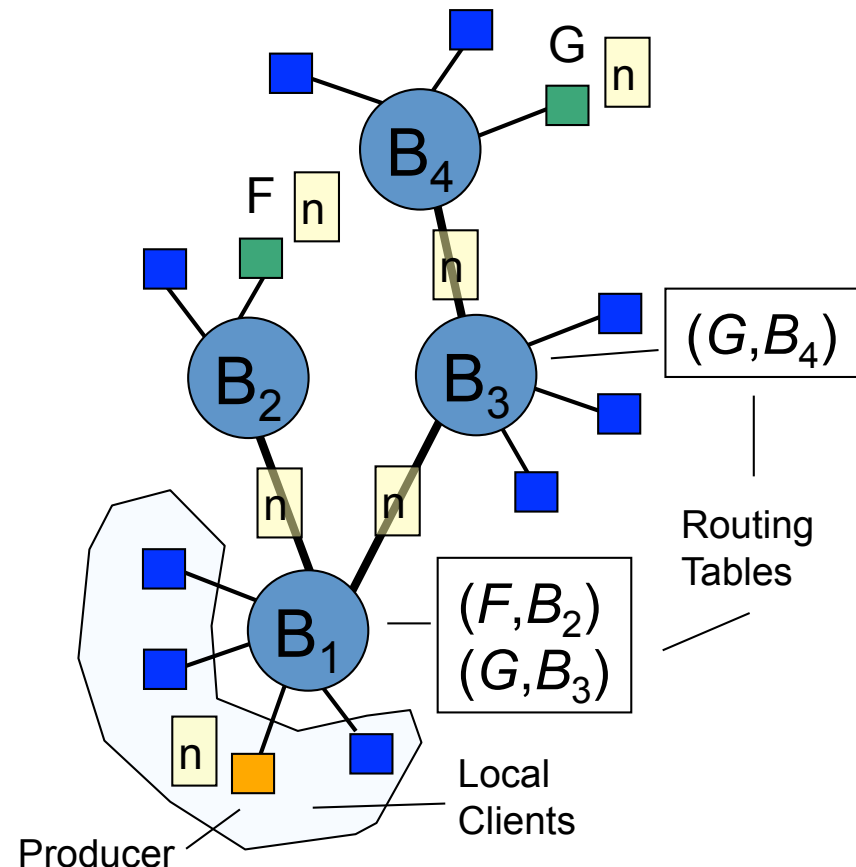 G
n
B₄
F
n
n
(G,B₄)
B₂
B₃
n
n
Routing
Tables
(F,B₂)
(G,B₃)
B₁
n
Local
Clients
Producer